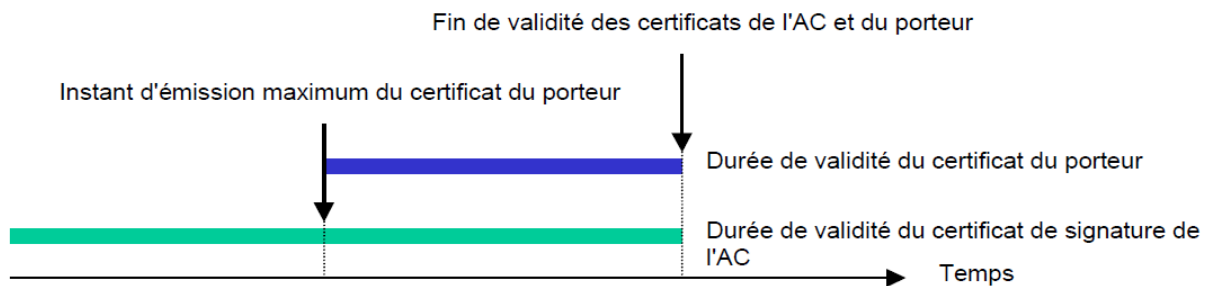 Fin de validité des certificats de l'AC et du porteur
Instant d'émission maximum du certificat du porteur
Durée de validité du certificat du porteur
Durée de validité du certificat de signature de
l'AC
Temps